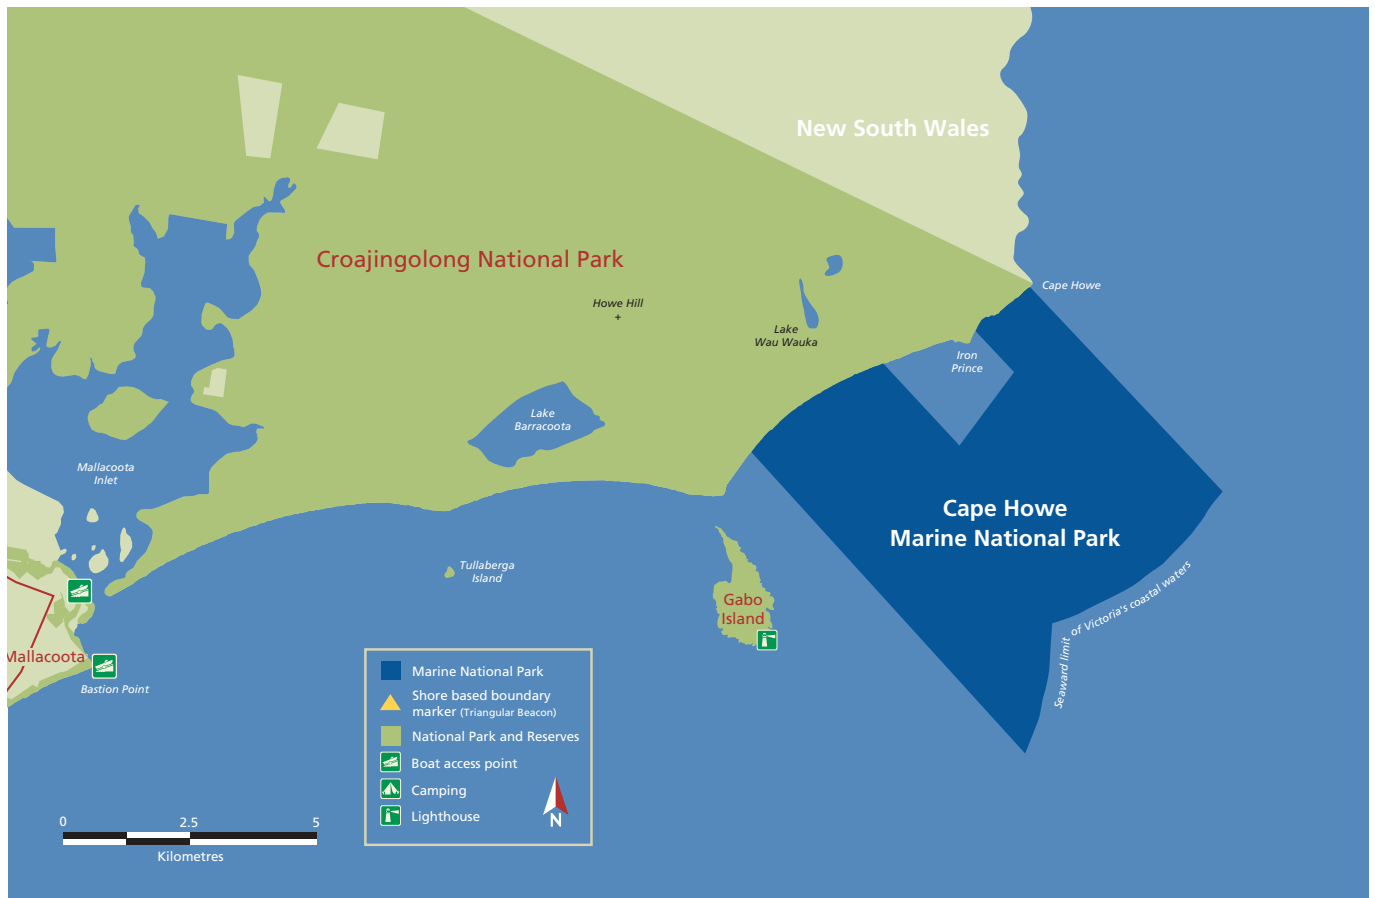 New South Wales
Croajingolong National Park
Cape Howe
Howe Hill
+
Lake
Wau Wauka
Iron
Prince
Lake
Barracoota
Mallacoota
Inlet
Cape Howe
Marine National Park
Tullaberga
Island
Gabo
Island
Seaward limit of Victoria's coastal waters
Mallacoota
Bastion Point
Marine National Park
Shore based boundary
marker (Triangular Beacon)
National Park and Reserves
Boat access point
Camping
Lighthouse
N
0 2.5 5
Kilometres